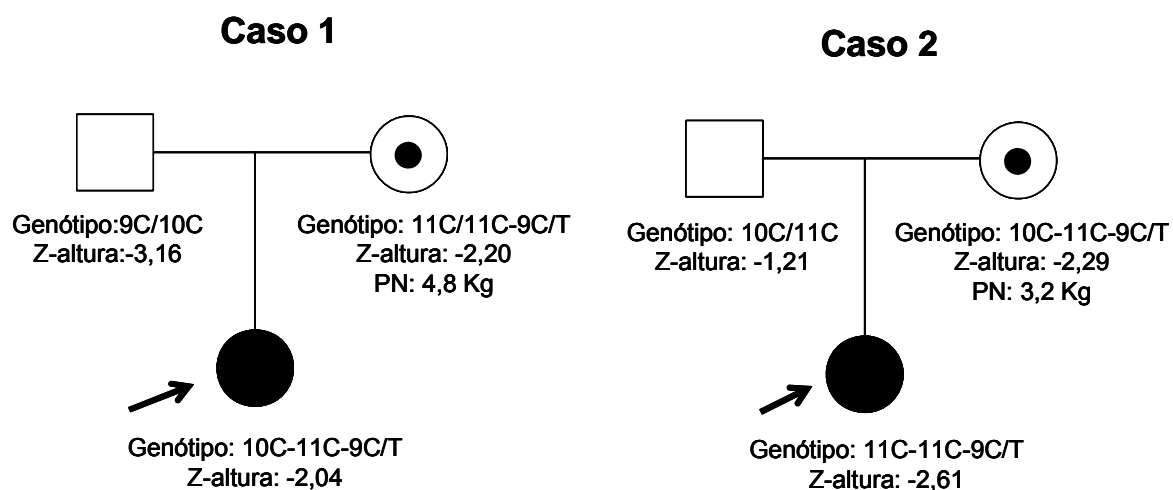 Caso 1
Genótipo:9C/10C
Z-altura:-3,16
Genótipo: 11C/11C-9C/T
Z-altura: -2,20
PN: 4,8 Kg
Genótipo: 10C-11C-9C/T
Z-altura: -2,04
Caso 2
Genótipo: 10C/11C
Z-altura: -1,21
Genótipo: 10C-11C-9C/T
Z-altura: -2,29
PN: 3,2 Kg
Genótipo: 11C-11C-9C/T
Z-altura: -2,61